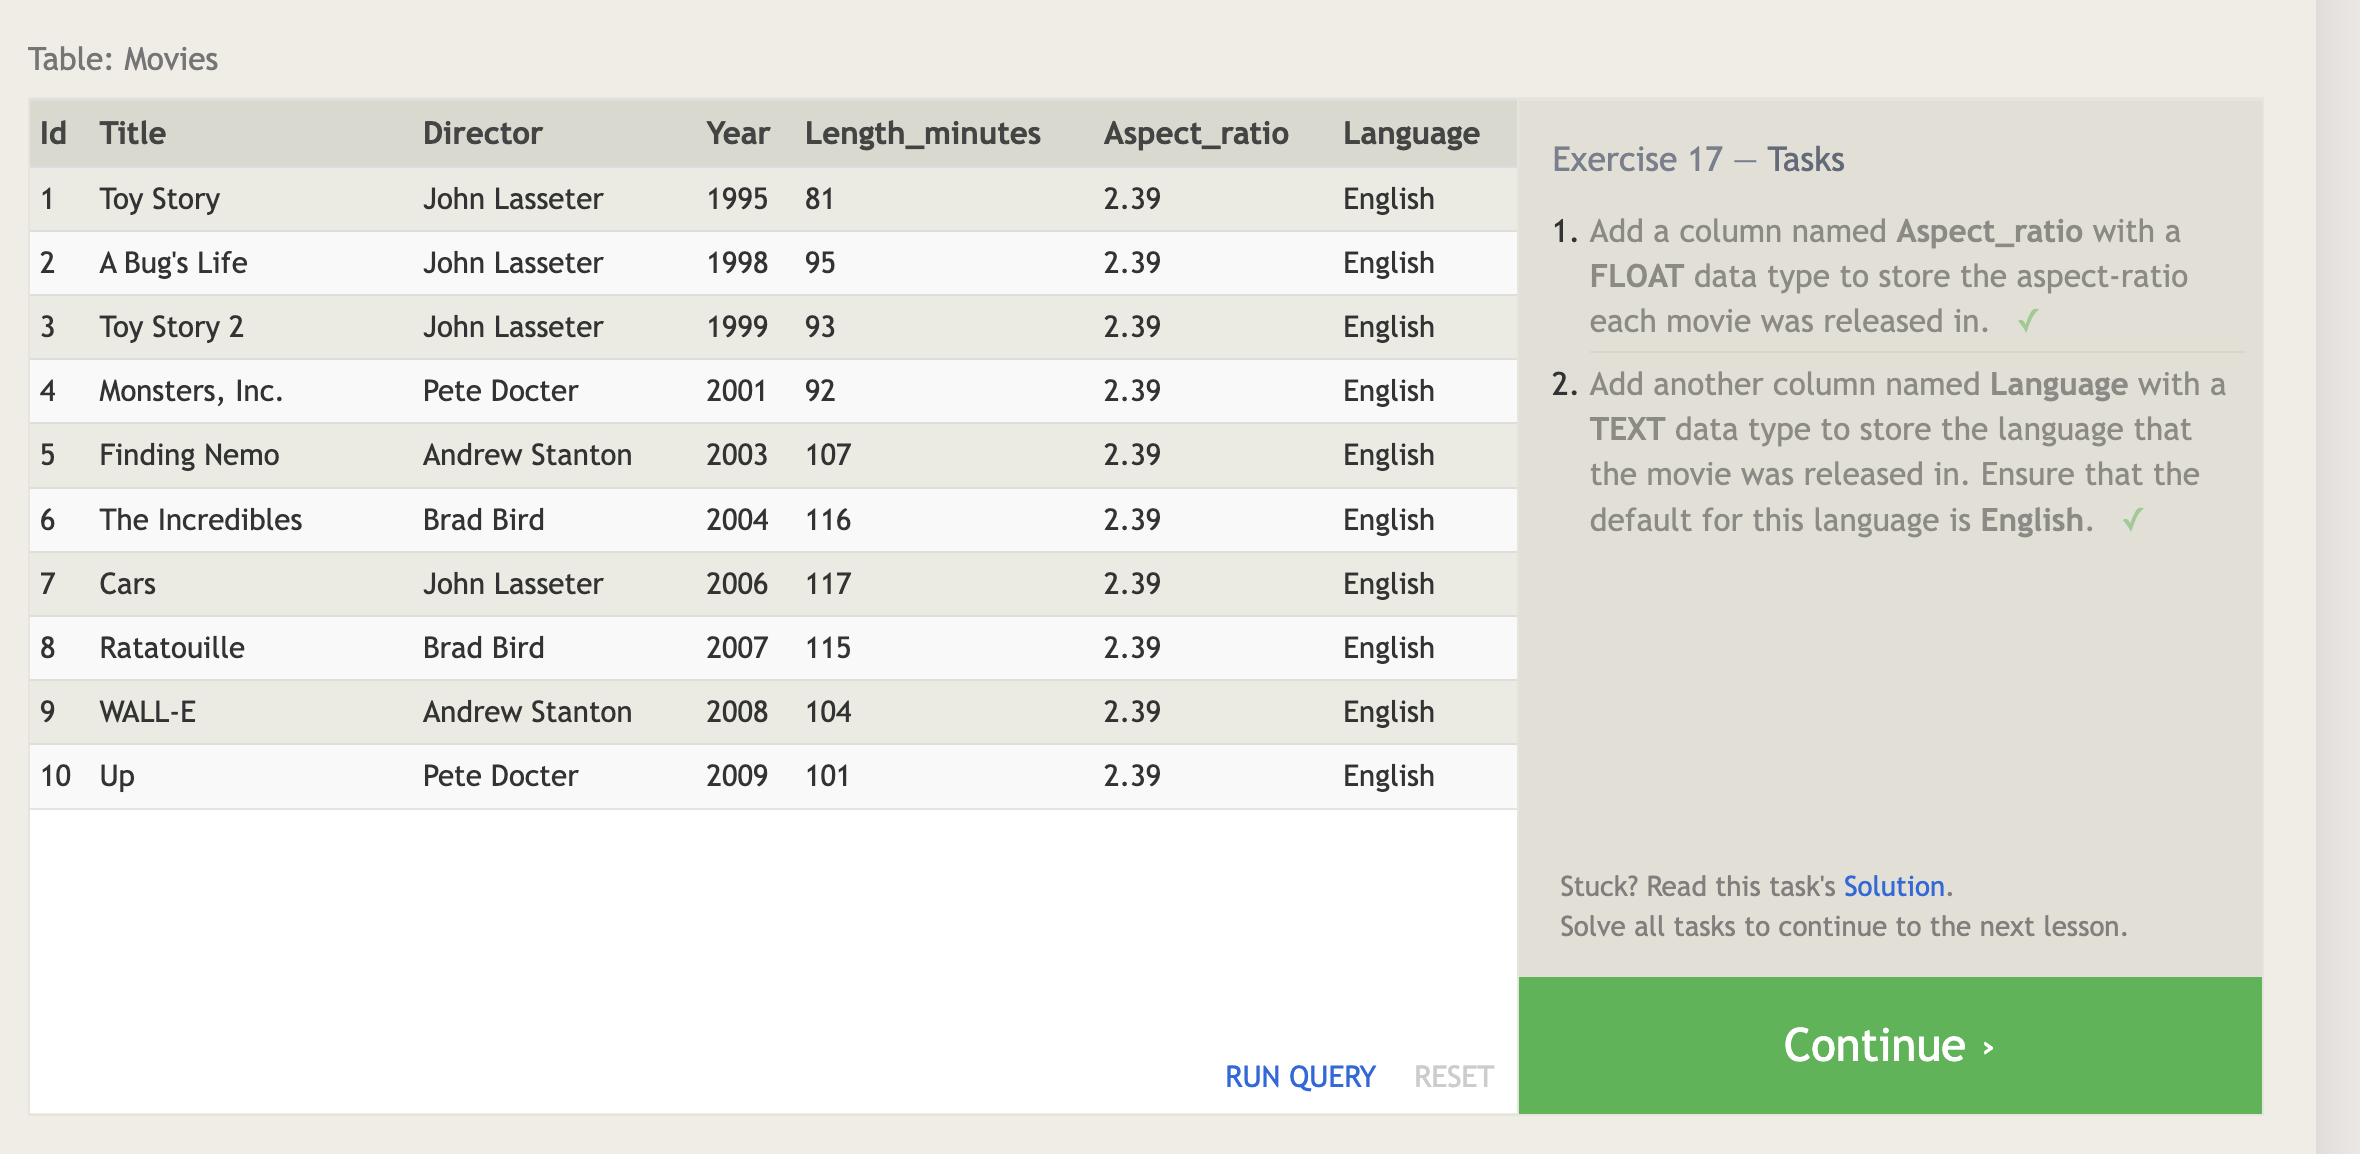 Table: Movies
Id Title Director Year Length_minutes Aspect_ratio Language
1 Toy Story John Lasseter 1995 81 2.39 English
2 A Bug's Life John Lasseter 1998 95 2.39 English
3 Toy Story 2 John Lasseter 1999 93 2.39 English
4 Monsters, Inc. Pete Docter 2001 92 2.39 English
5 Finding Nemo Andrew Stanton 2003 107 2.39 English
6 The Incredibles Brad Bird 2004 116 2.39 English
7 Cars John Lasseter 2006 117 2.39 English
8 Ratatouille Brad Bird 2007 115 2.39 English
9 WALL-E Andrew Stanton 2008 104 2.39 English
10 Up Pete Docter 2009 101 2.39 English
RUN QUERY RESET
Exercise 17 — Tasks
1. Add a column named Aspect_ratio with a
FLOAT data type to store the aspect-ratio
each movie was released in. ✓
2. Add another column named Language with a
TEXT data type to store the language that
the movie was released in. Ensure that the
default for this language is English. ✓
Stuck? Read this task's Solution.
Solve all tasks to continue to the next lesson.
Continue ›